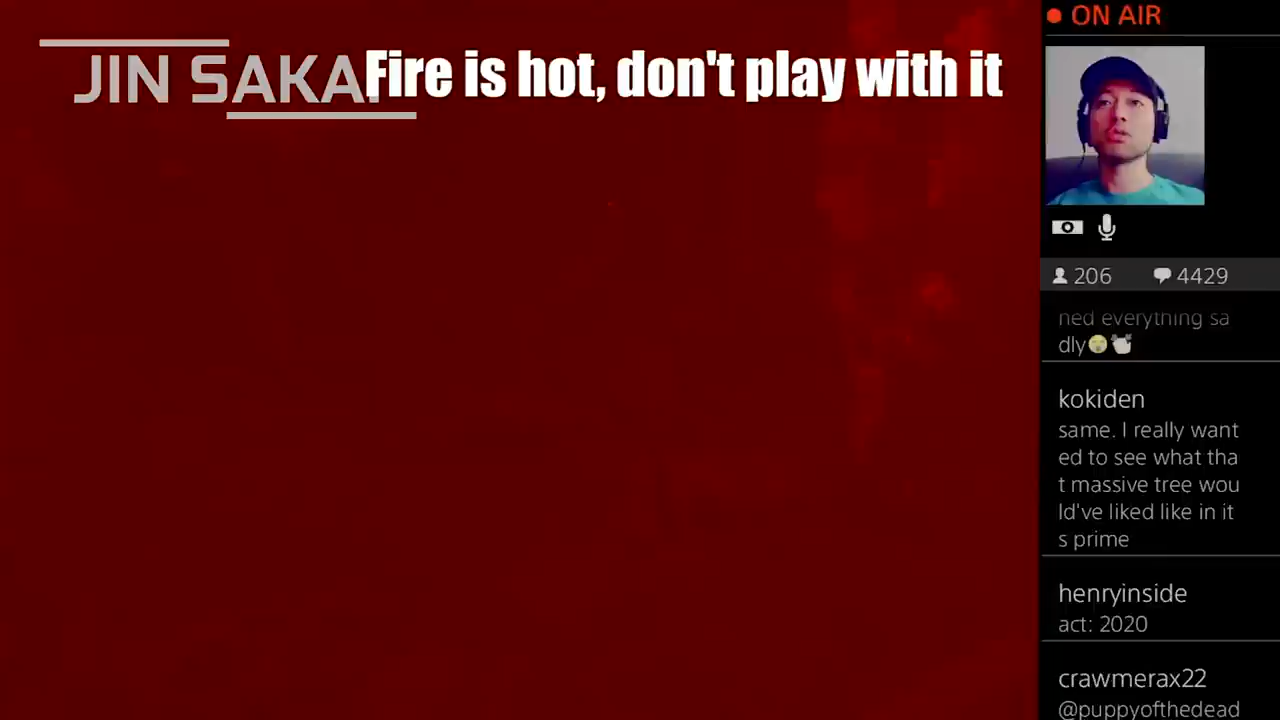 JIN SAKA
Fire is hot, don't play with it
ON AIR
206 4429
ned everything sa
dly😭
kokiden
same. I really want
ed to see what tha
t massive tree wou
ld've liked like in it
s prime
henryinside
act: 2020
crawmerax22
@puppyofthedead